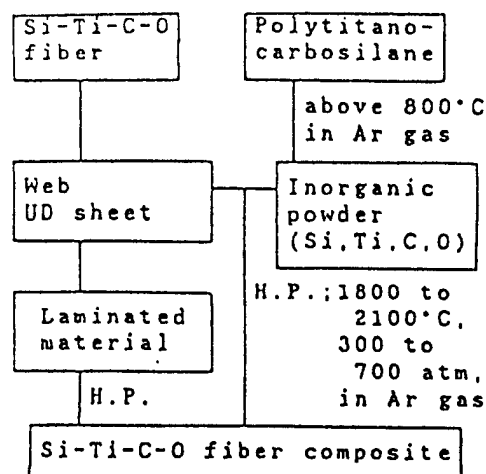 Si-Ti-C-O
fiber
Polytitano-
carbosilane
above 800°C
in Ar gas
Web
UD sheet
Inorganic
powder
(Si,Ti,C,O)
Laminated
material
H.P.;1800 to
2100°C,
300 to
700 atm,
in Ar gas
H.P.
Si-Ti-C-O fiber composite